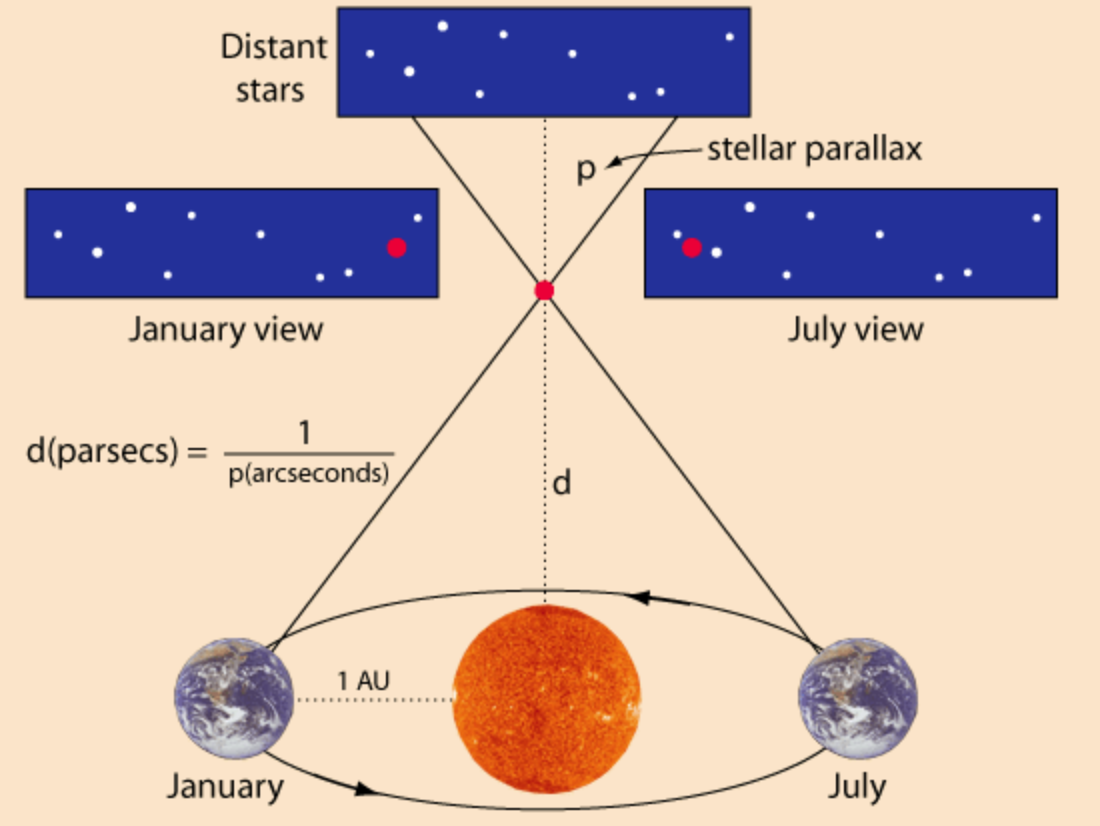 Distant
stars
p
stellar parallax
January view
July view
d(parsecs) = 1
p(arcseconds)
d
1 AU
January
July